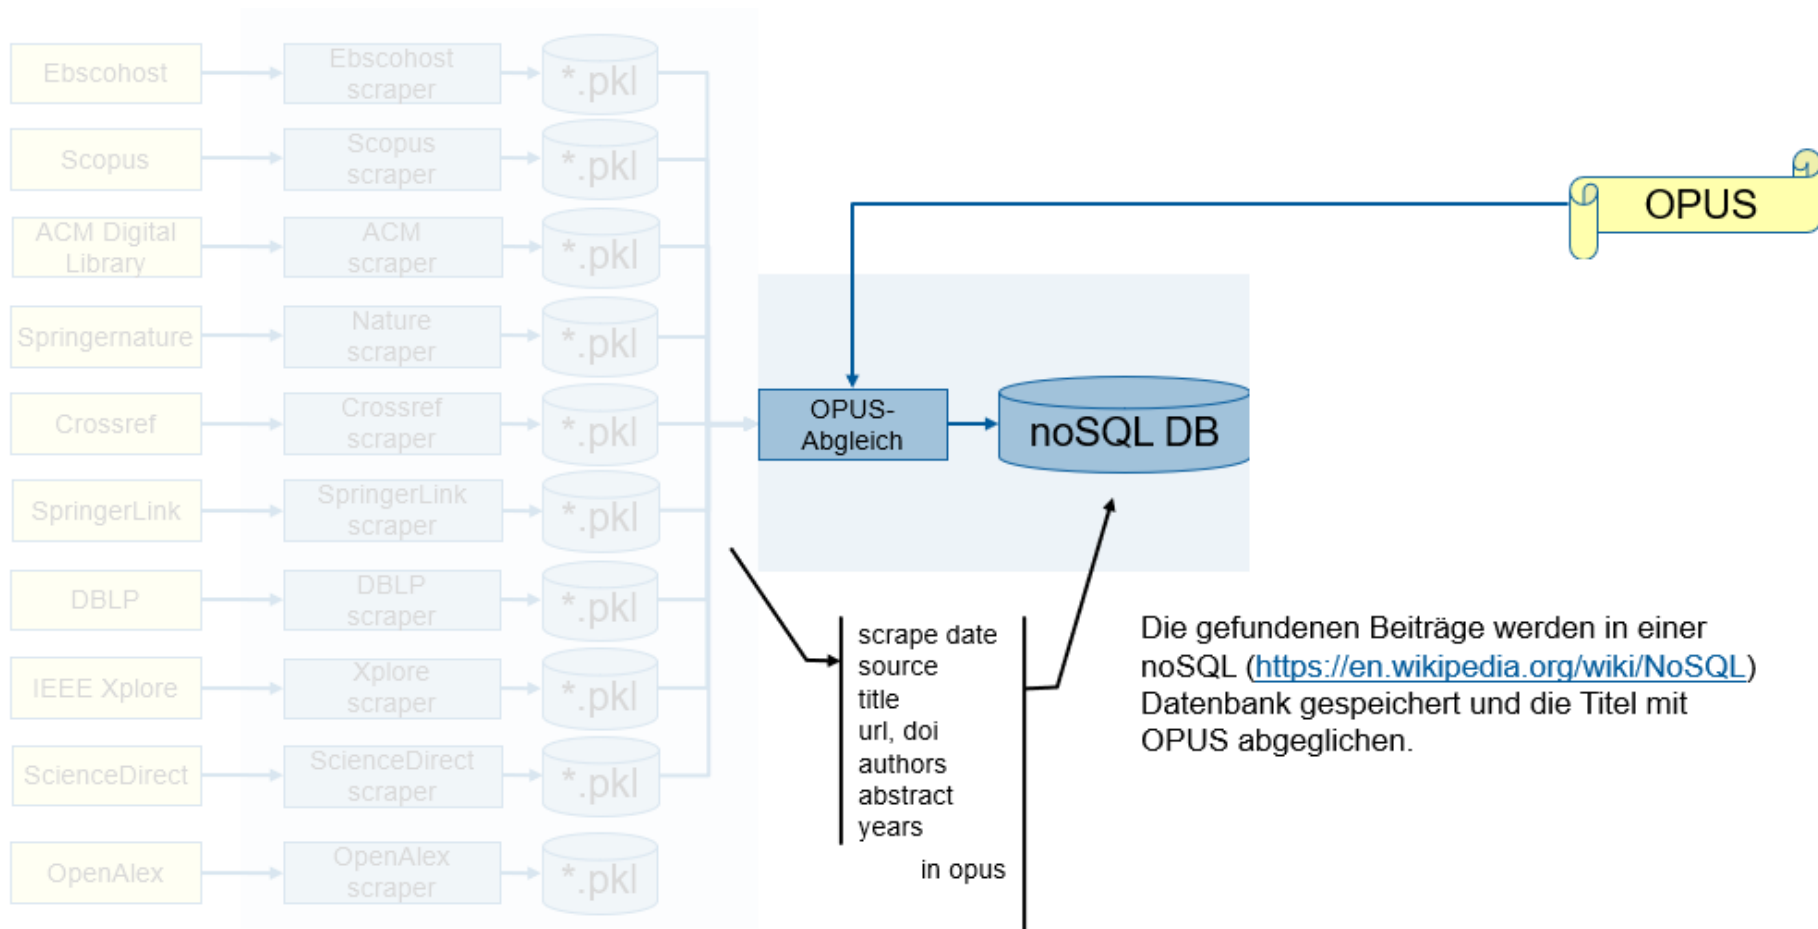 Ebscohost
Ebscohost
scraper
*.pkl
Scopus
Scopus
scraper
*.pkl
ACM Digital
Library
ACM
scraper
*.pkl
Springernature
Nature
scraper
*.pkl
Crossref
Crossref
scraper
*.pkl
SpringerLink
SpringerLink
scraper
*.pkl
DBLP
DBLP
scraper
*.pkl
IEEE Xplore
Xplore
scraper
*.pkl
ScienceDirect
ScienceDirect
scraper
*.pkl
OpenAlex
OpenAlex
scraper
*.pkl
OPUS
OPUS-
Abgleich
noSQL DB
scrape date
source
title
url, doi
authors
abstract
years
in opus
Die gefundenen Beiträge werden in einer
noSQL (https://en.wikipedia.org/wiki/NoSQL)
Datenbank gespeichert und die Titel mit
OPUS abgeglichen.